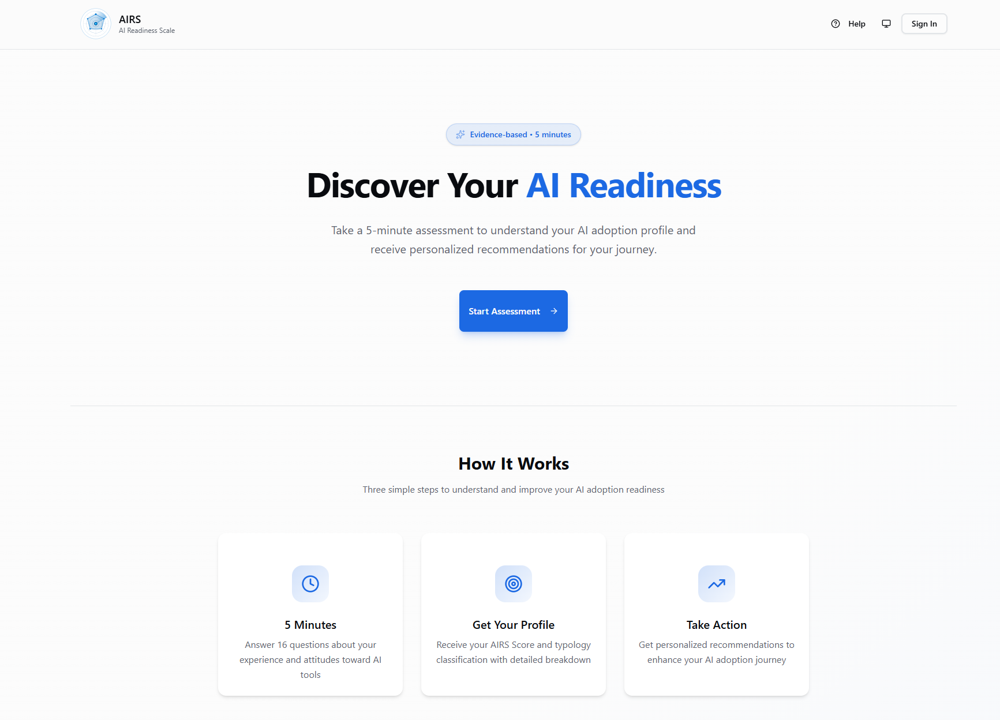 AIRS
AI Readiness Scale
Help
Sign In
Evidence-based • 5 minutes
Discover Your AI Readiness
Take a 5-minute assessment to understand your AI adoption profile and
receive personalized recommendations for your journey.
Start Assessment
How It Works
Three simple steps to understand and improve your AI adoption readiness
5 Minutes
Answer 16 questions about your
experience and attitudes toward AI
tools
Get Your Profile
Receive your AIRS Score and typology
classification with detailed breakdown
Take Action
Get personalized recommendations to
enhance your AI adoption journey